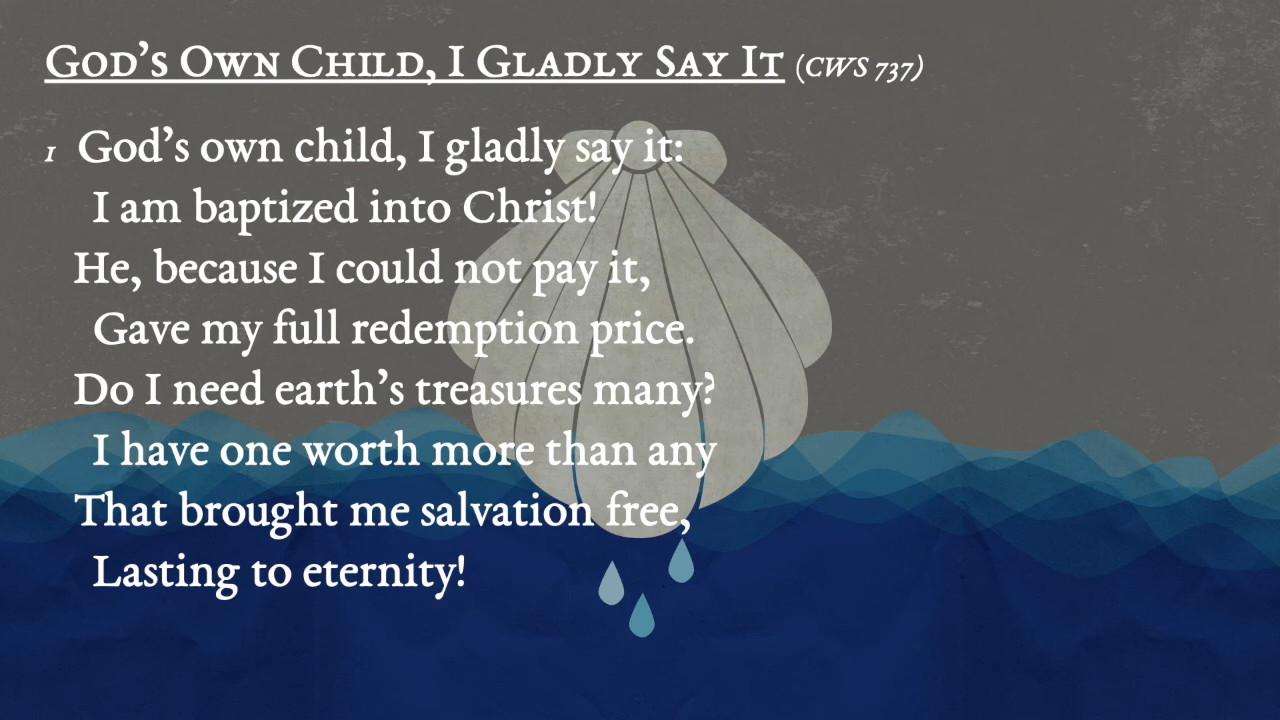 God’s Own Child, I Gladly Say It (CWS 737)
1 God’s own child, I gladly say it:
I am baptized into Christ!
He, because I could not pay it,
Gave my full redemption price.
Do I need earth’s treasures many?
I have one worth more than any
That brought me salvation free,
Lasting to eternity!